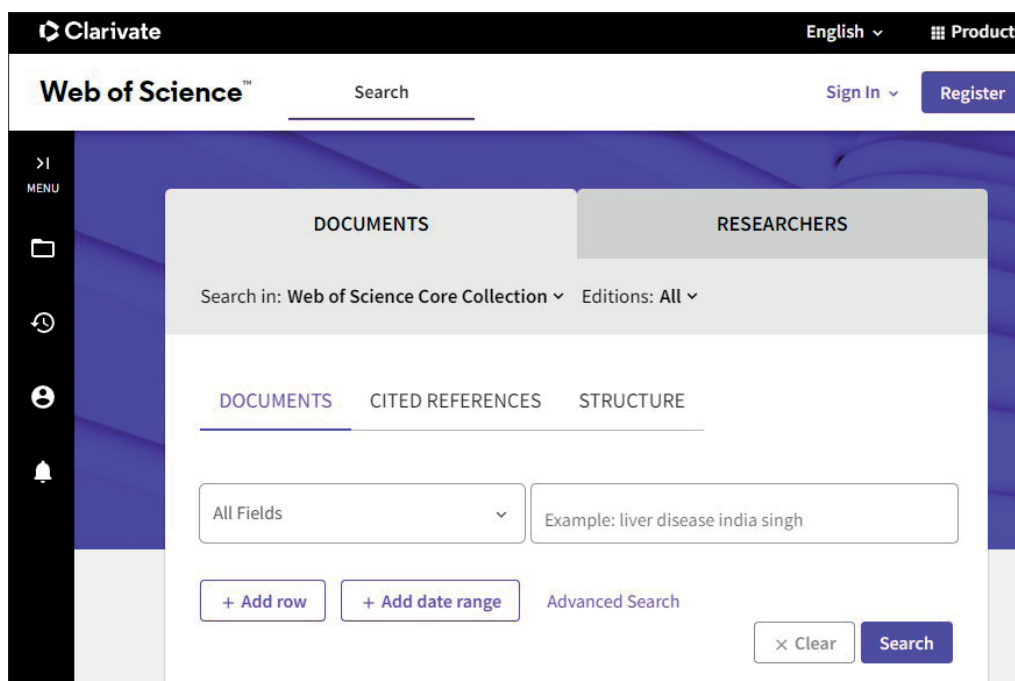 Clarivate
English
Product
Web of Science™
Search
Sign In
Register
MENU
DOCUMENTS
RESEARCHERS
Search in: Web of Science Core Collection
Editions: All
DOCUMENTS
CITED REFERENCES
STRUCTURE
All Fields
Example: liver disease india singh
+ Add row
+ Add date range
Advanced Search
× Clear
Search